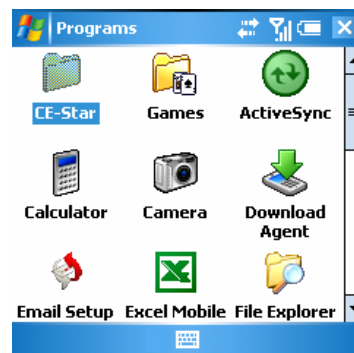 Programs
CE-Star Games ActiveSync
Calculator Camera Download
Agent
Email Setup Excel Mobile File Explorer